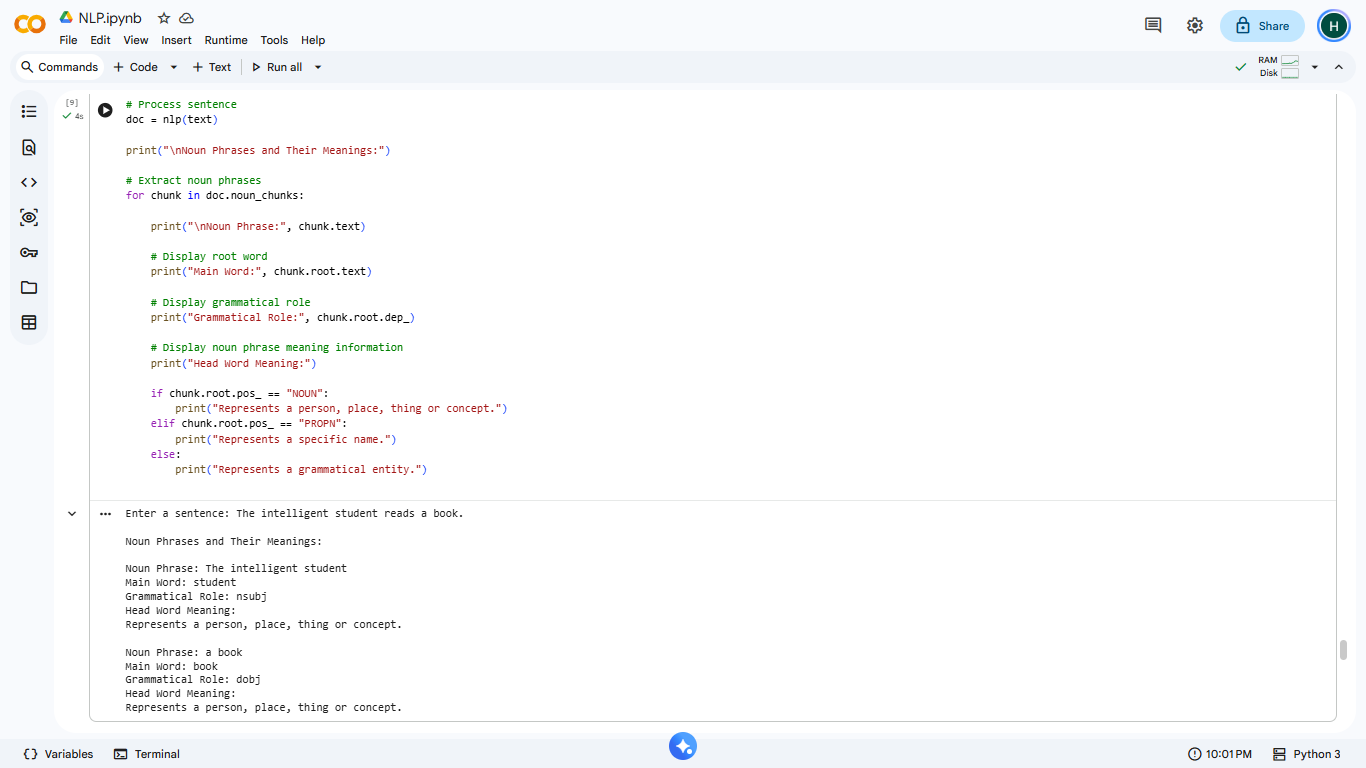 NLP.ipynb
File Edit View Insert Runtime Tools Help
Share
H
Commands + Code + Text Run all
RAM
Disk
[9]
4s
# Process sentence
doc = nlp(text)
print("\nNoun Phrases and Their Meanings:")
# Extract noun phrases
for chunk in doc.noun_chunks:
    print("\nNoun Phrase:", chunk.text)
    # Display root word
    print("Main Word:", chunk.root.text)
    # Display grammatical role
    print("Grammatical Role:", chunk.root.dep_)
    # Display noun phrase meaning information
    print("Head Word Meaning:")
    if chunk.root.pos_ == "NOUN":
        print("Represents a person, place, thing or concept.")
    elif chunk.root.pos_ == "PROPN":
        print("Represents a specific name.")
    else:
        print("Represents a grammatical entity.")
Enter a sentence: The intelligent student reads a book.
Noun Phrases and Their Meanings:
Noun Phrase: The intelligent student
Main Word: student
Grammatical Role: nsubj
Head Word Meaning:
Represents a person, place, thing or concept.
Noun Phrase: a book
Main Word: book
Grammatical Role: dobj
Head Word Meaning:
Represents a person, place, thing or concept.
{} Variables Terminal
10:01 PM Python 3